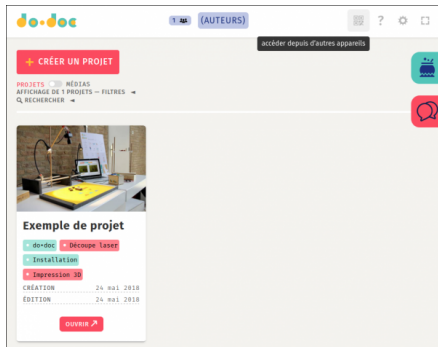 do•doc
1
(AUTEURS)
?
accéder depuis d'autres appareils
+ CRÉER UN PROJET
PROJETS MÉDIAS
AFFICHAGE DE 1 PROJETS — FILTRES
RECHERCHER
Exemple de projet
do•doc Découpe laser
Installation
Impression 3D
CRÉATION 24 mai 2018
ÉDITION 24 mai 2018
OUVRIR